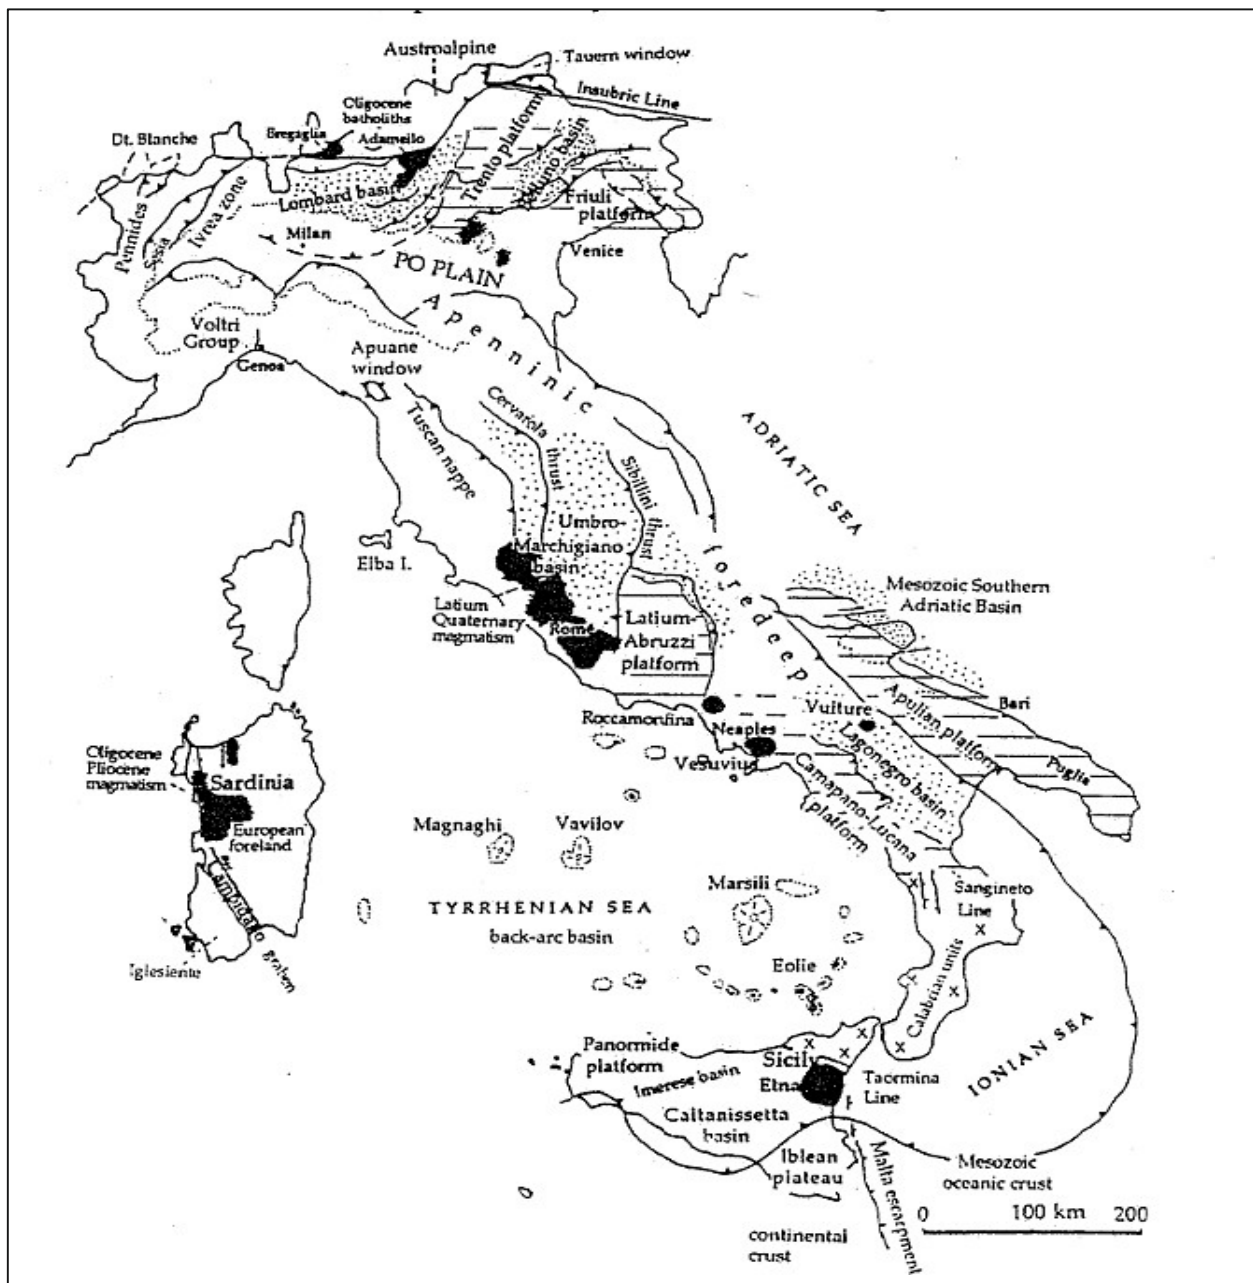 Austroalpine
Tauern window
Insubric Line
Oligocene
batholiths
Bregaglia
Adamello
Dt. Blanche
Trento platform
Belluno basin
Lombard basin
Friuli
platform
Pennides
Sesia
Ivrea zone
Milan
Venice
PO PLAIN
Voltri
Group
Genoa
Apuane
window
Apenninic
foredeep
Cervarola
thrust
Tuscan nappe
Sibillini thrust
ADRIATIC SEA
Umbro-
Marchigiano
basin
Elba I.
Latium
Quaternary
magmatism
Rome
Latium-
Abruzzi
platform
Mesozoic Southern
Adriatic Basin
Bari
Apulian platform
Puglia
Roccamonfina
Neaples
Vesuvius
Vulture
Lagonegro basin
Camapano-Lucana
platform
Oligocene
Pliocene
magmatism
Sardinia
European
foreland
Campidano graben
Iglesiente
Magnaghi
Vavilov
Marsili
TYRRHENIAN SEA
back-arc basin
Sangineto
Line
Eolie
Calabrian units
IONIAN SEA
Panormide
platform
Sicily
Imerese basin
Etna
Taormina
Line
Caltanissetta
basin
Iblean
plateau
Malta escarpment
Mesozoic
oceanic crust
0 100 km 200
continental
crust